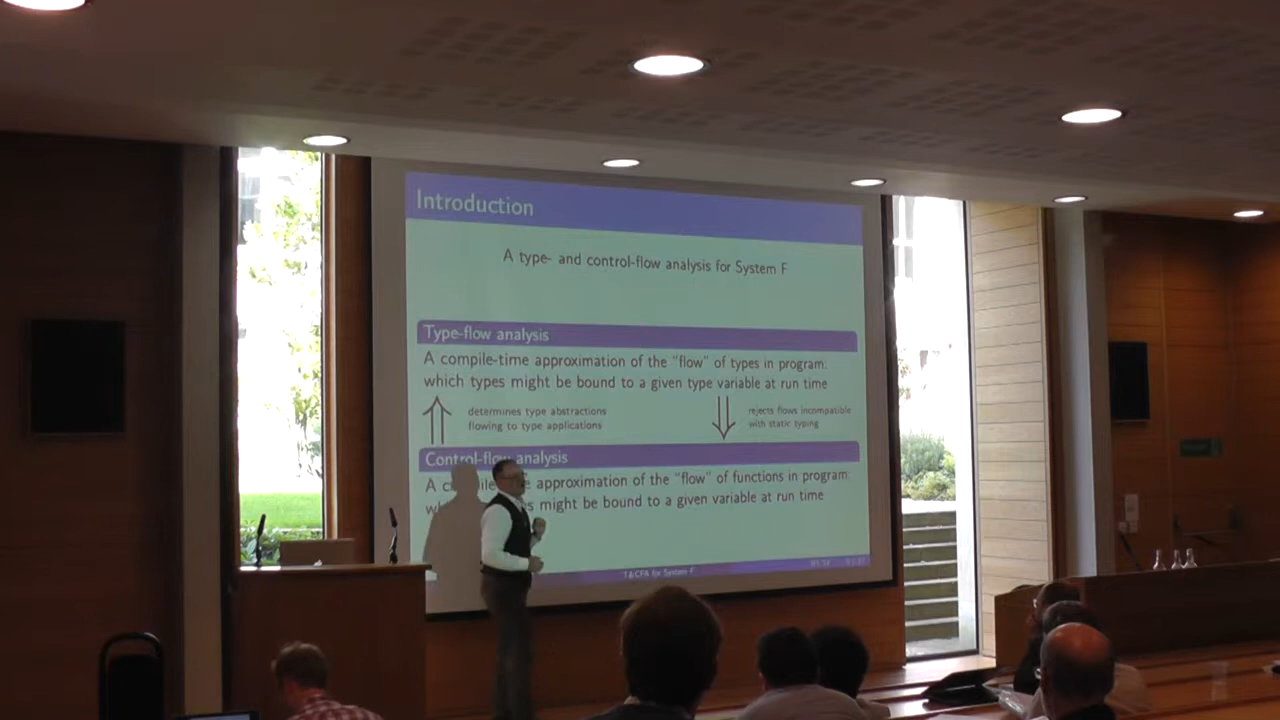 Introduction
A type- and control-flow analysis for System F
Type-flow analysis
A compile-time approximation of the "flow" of types in program:
which types might be bound to a given type variable at run time
determines type abstractions
flowing to type applications
rejects flows incompasible
with static typing
Control-flow analysis
A approximation of the "flow" of functions in program:
might be bound to a given variable at run time
T&CFA for System F